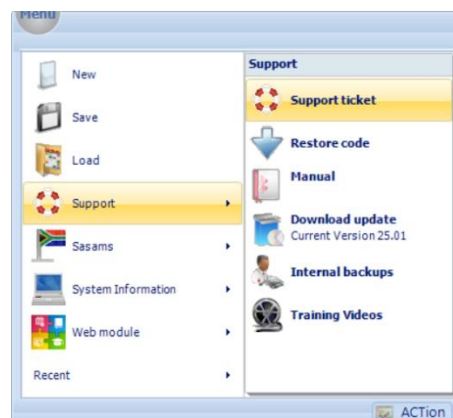 Menu
New
Save
Load
Support
Sasams
System Information
Web module
Recent
Support
Support ticket
Restore code
Manual
Download update
Current Version 25.01
Internal backups
Training Videos
ACTion